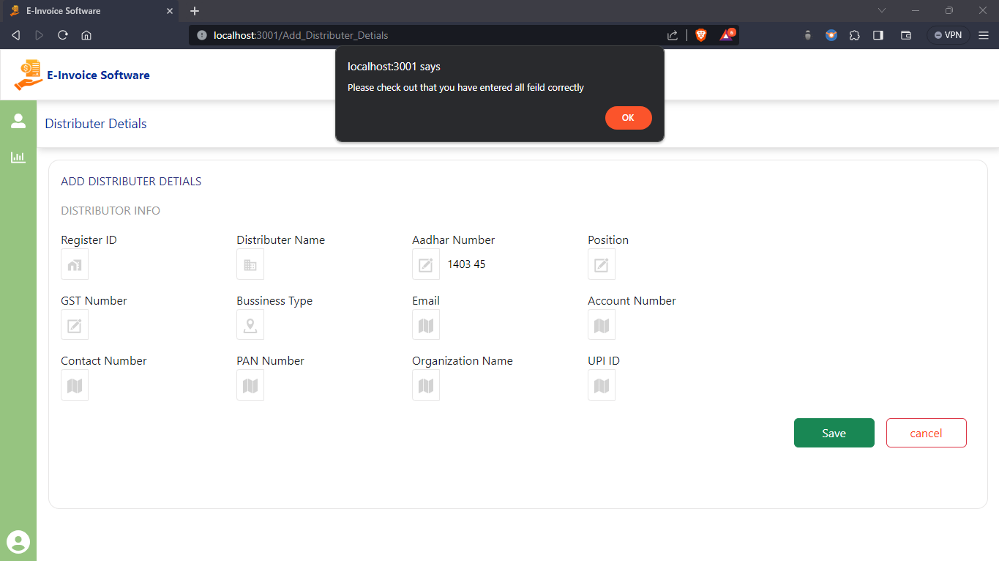 E-Invoice Software
localhost:3001/Add_Distributer_Detials
6
VPN
E-Invoice Software
localhost:3001 says
Please check out that you have entered all feild correctly
OK
Distributer Detials
ADD DISTRIBUTER DETIALS
DISTRIBUTOR INFO
Register ID Distributer Name Aadhar Number Position
1403 45
GST Number Bussiness Type Email Account Number
Contact Number PAN Number Organization Name UPI ID
Save cancel